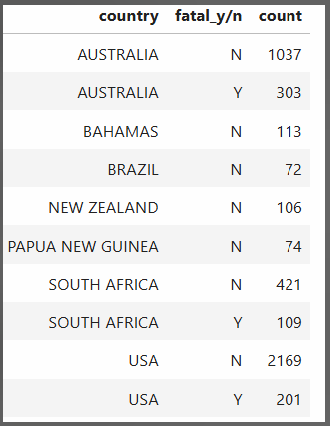 country fatal_y/n count
AUSTRALIA N 1037
AUSTRALIA Y 303
BAHAMAS N 113
BRAZIL N 72
NEW ZEALAND N 106
PAPUA NEW GUINEA N 74
SOUTH AFRICA N 421
SOUTH AFRICA Y 109
USA N 2169
USA Y 201